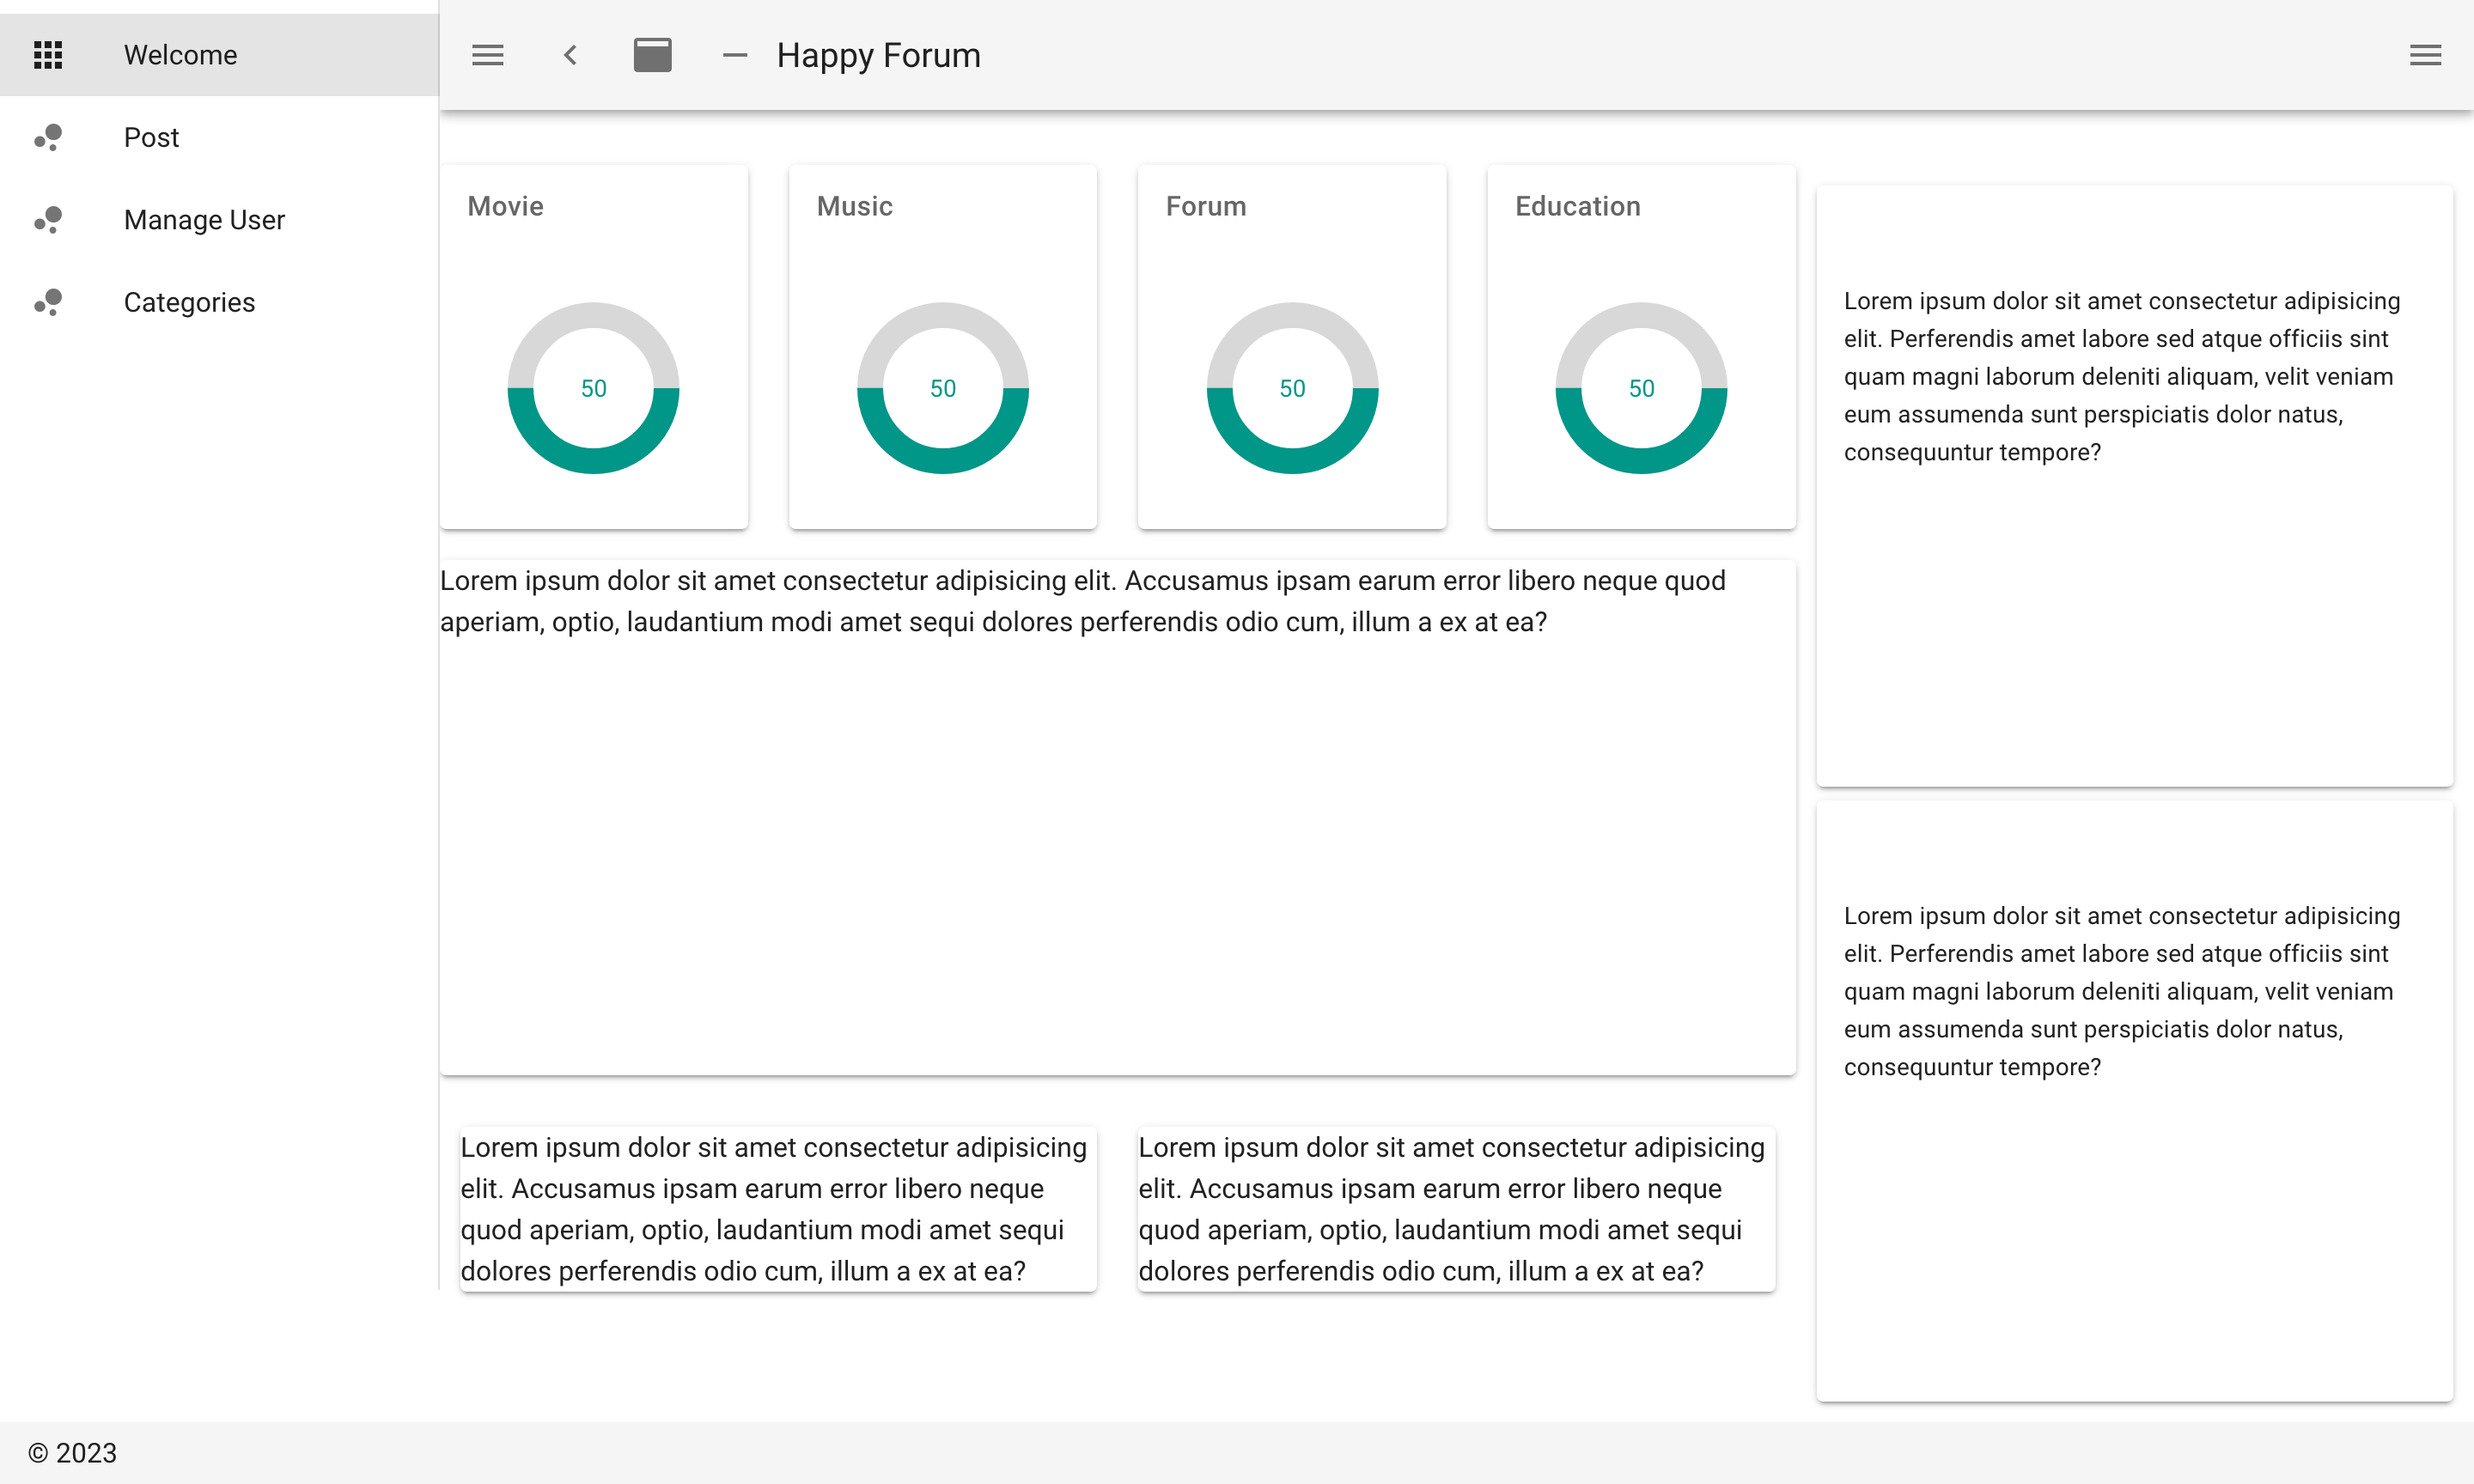 Welcome
Post
Manage User
Categories
Happy Forum
Movie
50
Music
50
Forum
50
Education
50
Lorem ipsum dolor sit amet consectetur adipisicing elit. Accusamus ipsam earum error libero neque quod
aperiam, optio, laudantium modi amet sequi dolores perferendis odio cum, illum a ex at ea?
Lorem ipsum dolor sit amet consectetur adipisicing
elit. Accusamus ipsam earum error libero neque
quod aperiam, optio, laudantium modi amet sequi
dolores perferendis odio cum, illum a ex at ea?
Lorem ipsum dolor sit amet consectetur adipisicing
elit. Accusamus ipsam earum error libero neque
quod aperiam, optio, laudantium modi amet sequi
dolores perferendis odio cum, illum a ex at ea?
Lorem ipsum dolor sit amet consectetur adipisicing
elit. Perferendis amet labore sed atque officiis sint
quam magni laborum deleniti aliquam, velit veniam
eum assumenda sunt perspiciatis dolor natus,
consequuntur tempore?
Lorem ipsum dolor sit amet consectetur adipisicing
elit. Perferendis amet labore sed atque officiis sint
quam magni laborum deleniti aliquam, velit veniam
eum assumenda sunt perspiciatis dolor natus,
consequuntur tempore?
© 2023